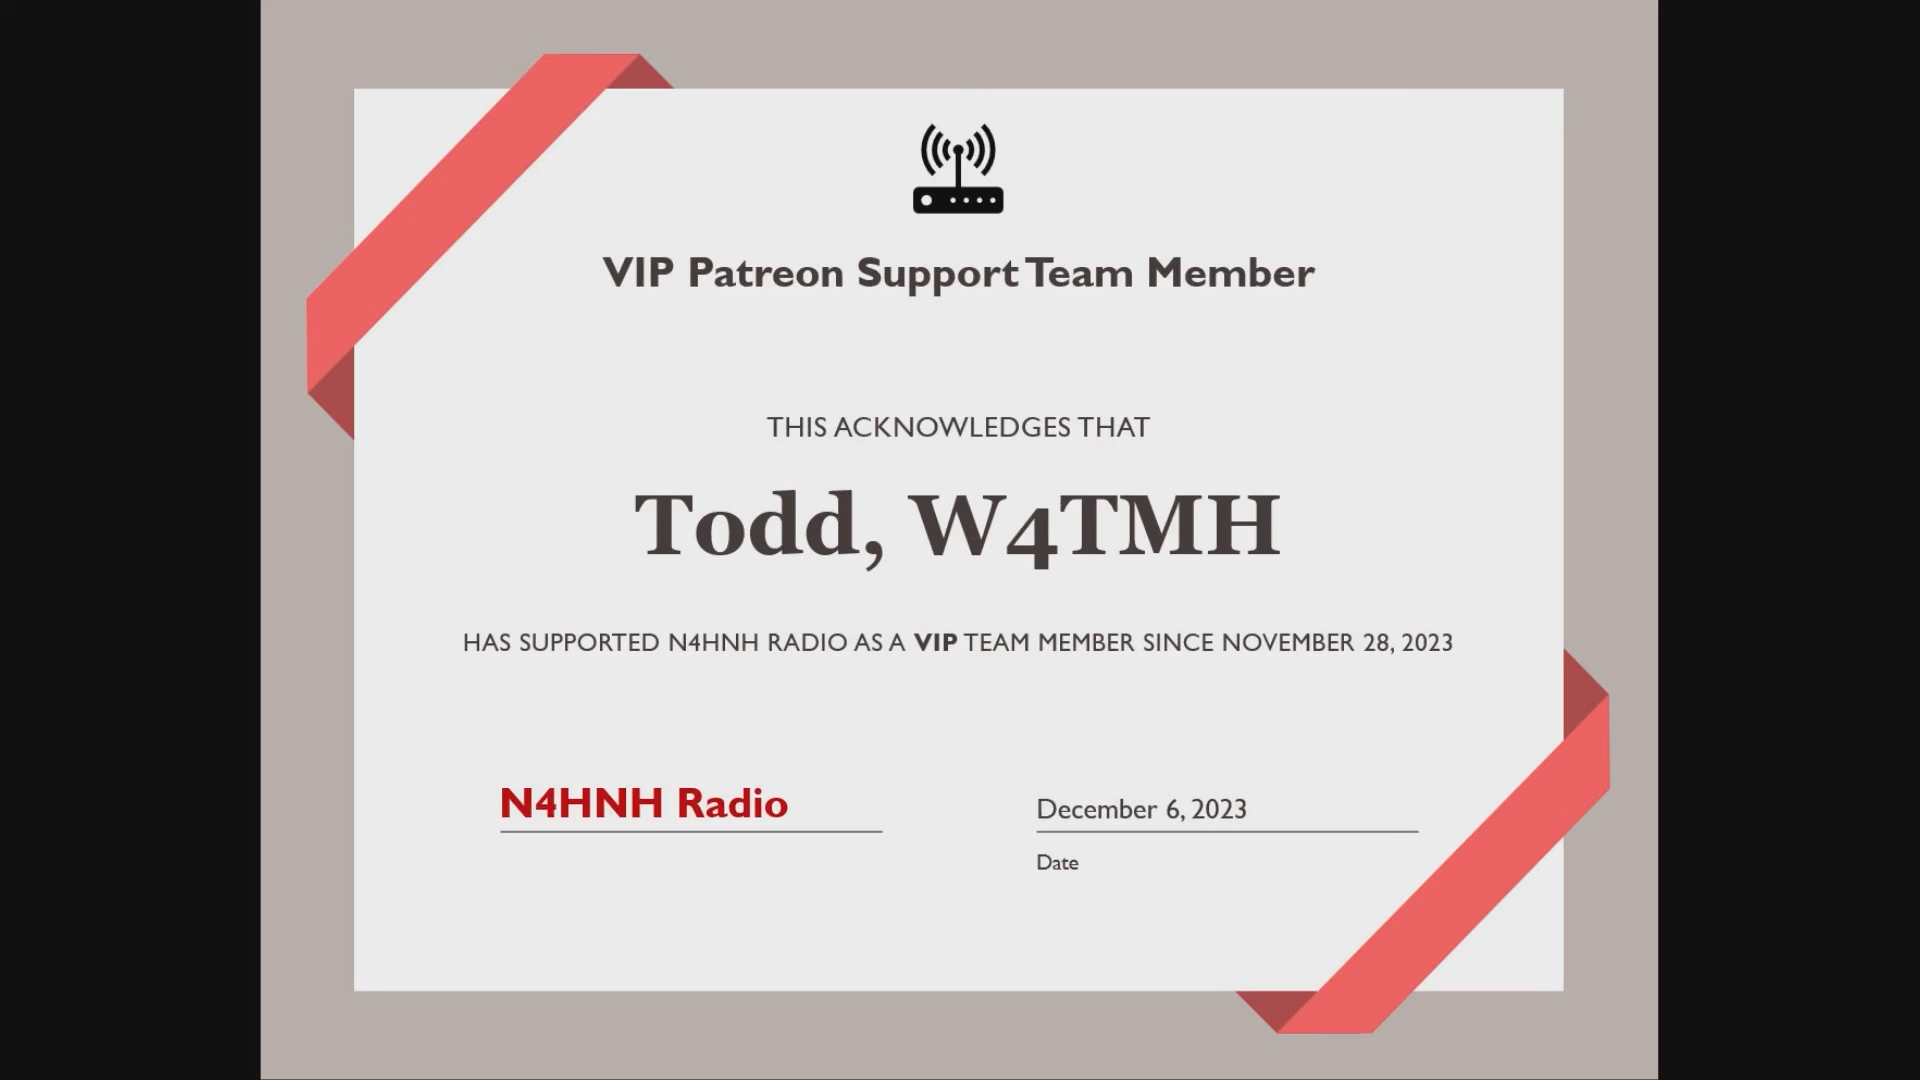 VIP Patreon Support Team Member
THIS ACKNOWLEDGES THAT
Todd, W4TMH
HAS SUPPORTED N4HNH RADIO AS A VIP TEAM MEMBER SINCE NOVEMBER 28, 2023
N4HNH Radio
December 6, 2023
Date